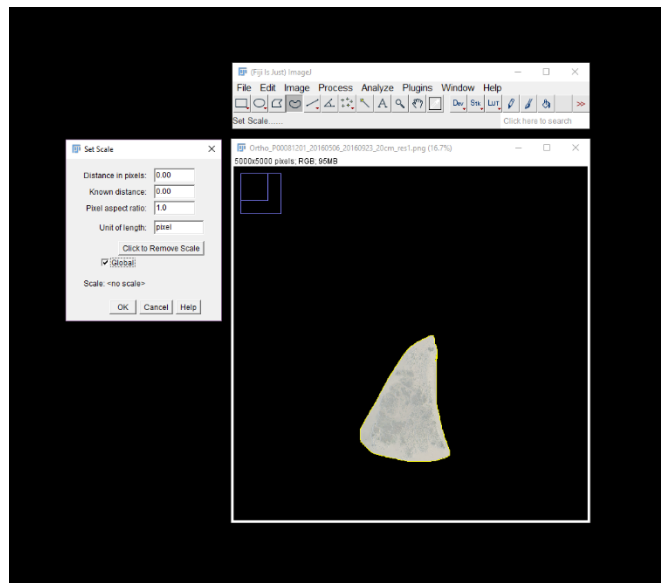 (Fiji Is Just) ImageJ
File Edit Image Process Analyze Plugins Window Help
A Dev Stk LUT >>
Set Scale...... Click here to search
Set Scale
Distance in pixels: 0.00
Known distance: 0.00
Pixel aspect ratio: 1.0
Unit of length: pixel
Click to Remove Scale
Global
Scale: <no scale>
OK Cancel Help
Ortho_P00081201_20160506_20160923_20cm_res1.png (16.7%)
5000x5000 pixels; RGB; 95MB